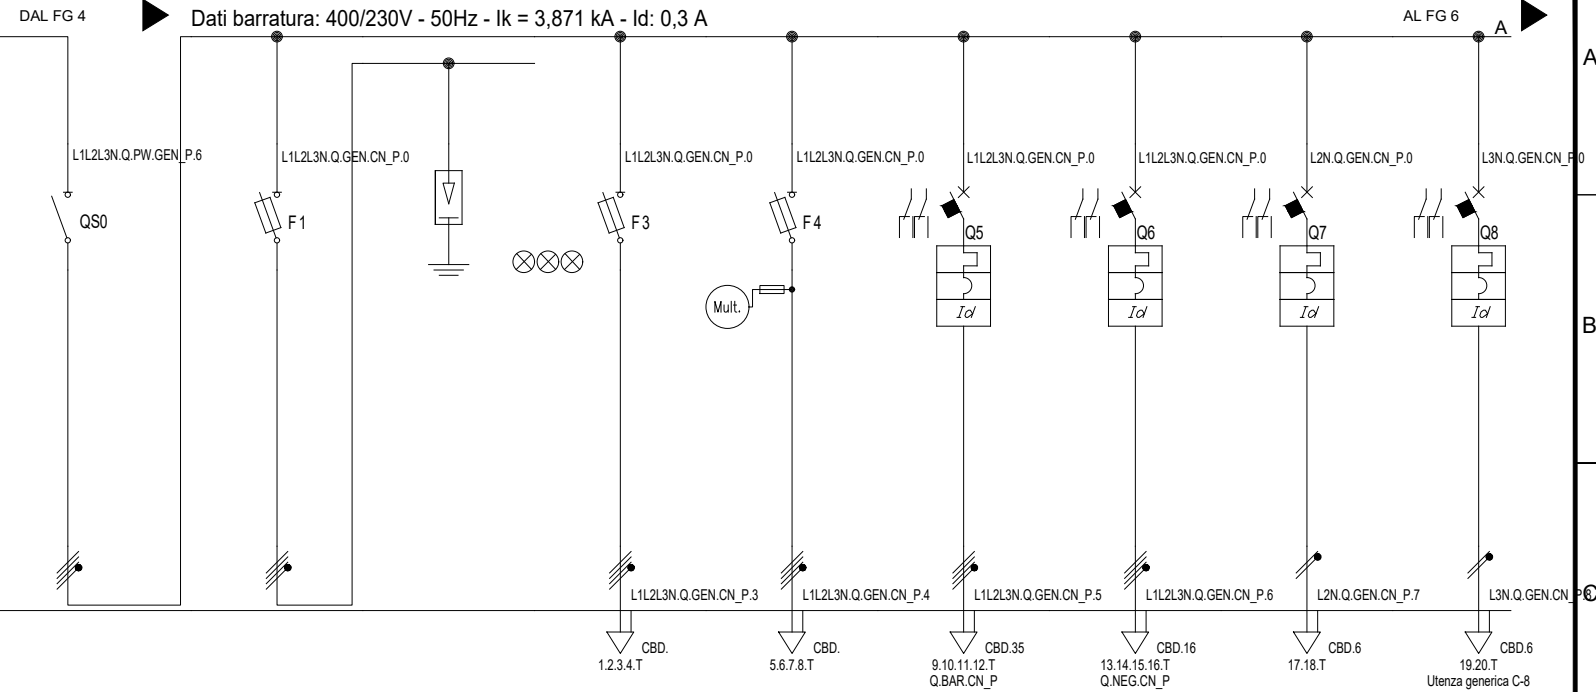 DAL FG 4
Dati barratura: 400/230V - 50Hz - Ik = 3,871 kA - Id: 0,3 A
AL FG 6
A
A
L1L2L3N.Q.PW.GEN_P.6
L1L2L3N.Q.GEN.CN_P.0
L1L2L3N.Q.GEN.CN_P.0
L1L2L3N.Q.GEN.CN_P.0
L1L2L3N.Q.GEN.CN_P.0
L1L2L3N.Q.GEN.CN_P.0
L2N.Q.GEN.CN_P.0
L3N.Q.GEN.CN_P.0
QS0
F1
F3
F4
Q5
Q6
Q7
Q8
Mult.
Id
Id
Id
Id
B
L1L2L3N.Q.GEN.CN_P.3
L1L2L3N.Q.GEN.CN_P.4
L1L2L3N.Q.GEN.CN_P.5
L1L2L3N.Q.GEN.CN_P.6
L2N.Q.GEN.CN_P.7
L3N.Q.GEN.CN_P.8
C
CBD.
CBD.
CBD.35
CBD.16
CBD.6
CBD.6
1.2.3.4.T
5.6.7.8.T
9.10.11.12.T
13.14.15.16.T
17.18.T
19.20.T
Q.BAR.CN_P
Q.NEG.CN_P
Utenza generica C-8